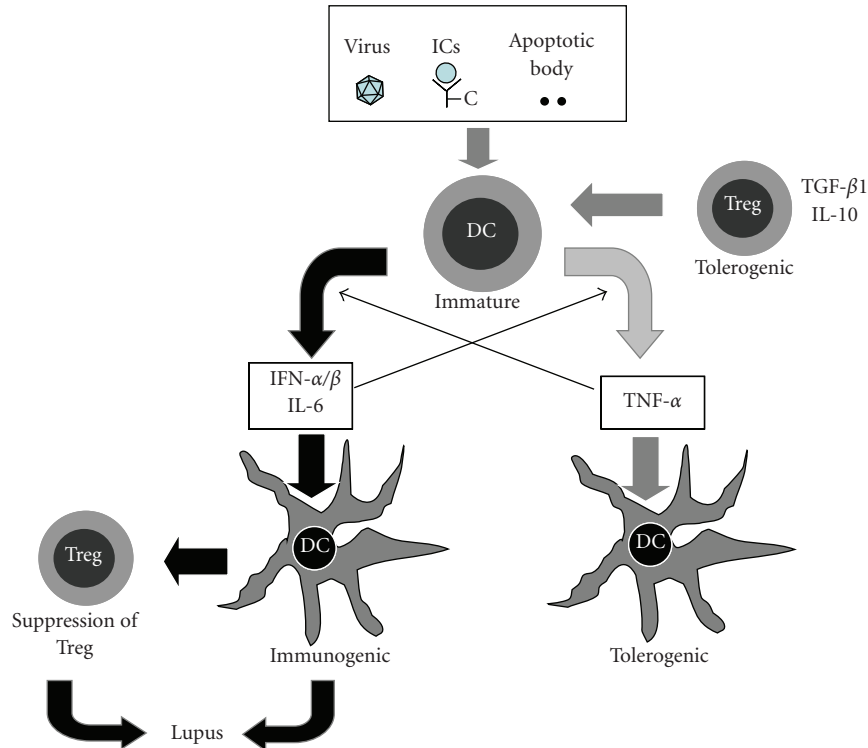 Virus
ICs
Apoptotic
body
C
TGF-β1
IL-10
Treg
Tolerogenic
DC
Immature
IFN-α/β
IL-6
TNF-α
DC
DC
Treg
Suppression of
Treg
Immunogenic
Tolerogenic
Lupus